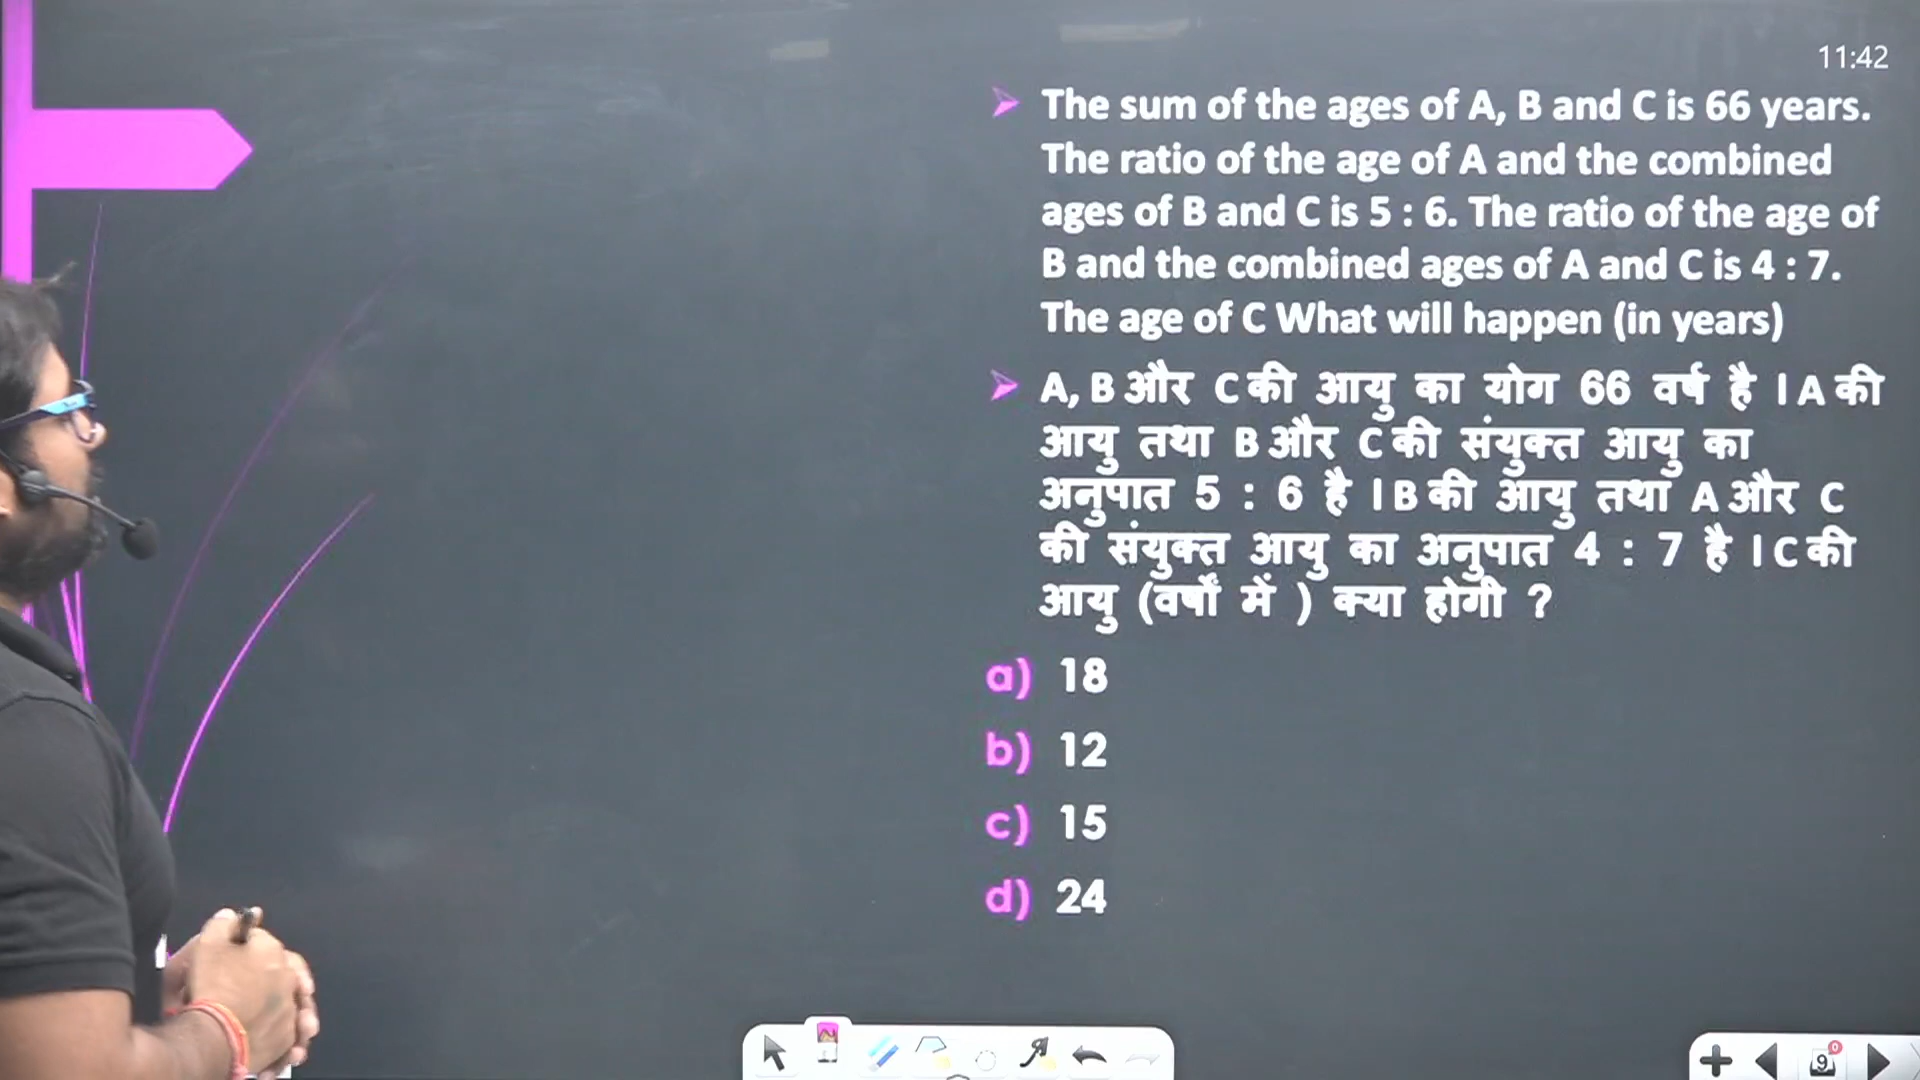 11:42
The sum of the ages of A, B and C is 66 years.
The ratio of the age of A and the combined
ages of B and C is 5 : 6. The ratio of the age of
B and the combined ages of A and C is 4 : 7.
The age of C What will happen (in years)
A, B और C की आयु का योग 66 वर्ष है । A की
आयु तथा B और C की संयुक्त आयु का
अनुपात 5 : 6 है । B की आयु तथा A और C
की संयुक्त आयु का अनुपात 4 : 7 है । C की
आयु (वर्षों में ) क्या होगी ?
a) 18
b) 12
c) 15
d) 24
9 0